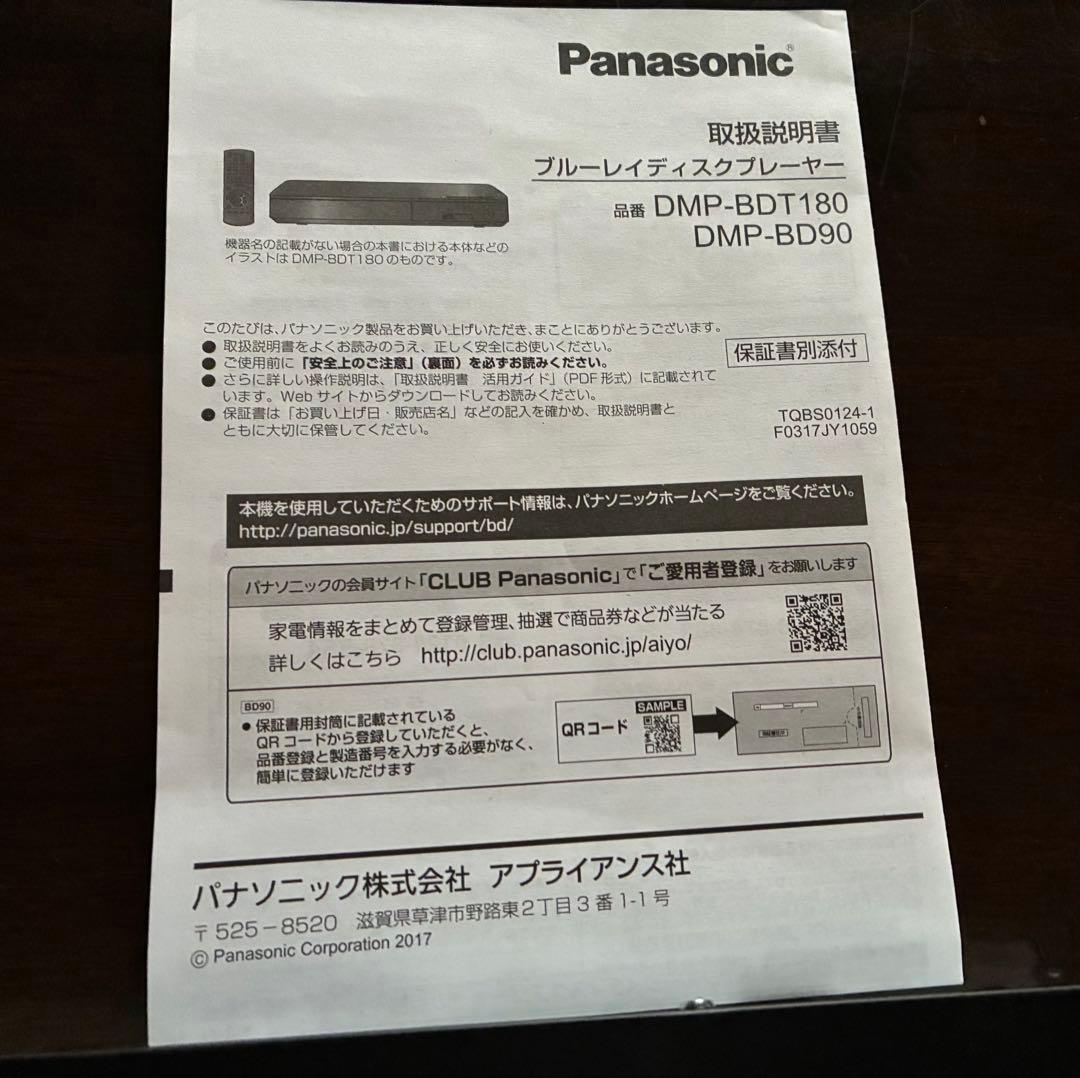 Panasonic®
取扱説明書
ブルーレイディスクプレーヤー
品番 DMP-BDT180
DMP-BD90
機器名の記載がない場合の本書における本体などの
イラストは DMP-BDT180 のものです。
このたびは、パナソニック製品をお買い上げいただき、まことにありがとうございます。
● 取扱説明書をよくお読みのうえ、正しく安全にお使いください。
● ご使用前に「安全上のご注意」(裏面)を必ずお読みください。
● さらに詳しい操作説明は、「取扱説明書 活用ガイド」(PDF 形式)に記載されて
います。Web サイトからダウンロードしてお読みください。
● 保証書は「お買い上げ日・販売店名」などの記入を確かめ、取扱説明書と
ともに大切に保管してください。
保証書別添付
TQBS0124-1
F0317JY1059
本機を使用していただくためのサポート情報は、パナソニックホームページをご覧ください。
http://panasonic.jp/support/bd/
パナソニックの会員サイト「CLUB Panasonic」で「ご愛用者登録」をお願いします
家電情報をまとめて登録管理、抽選で商品券などが当たる
詳しくはこちら http://club.panasonic.jp/aiyo/
BD90
● 保証書用封筒に記載されている
QR コードから登録していただくと、
品番登録と製造番号を入力する必要がなく、
簡単に登録いただけます
QRコード
SAMPLE
パナソニック株式会社 アプライアンス社
〒525-8520 滋賀県草津市野路東2丁目3番1-1号
© Panasonic Corporation 2017